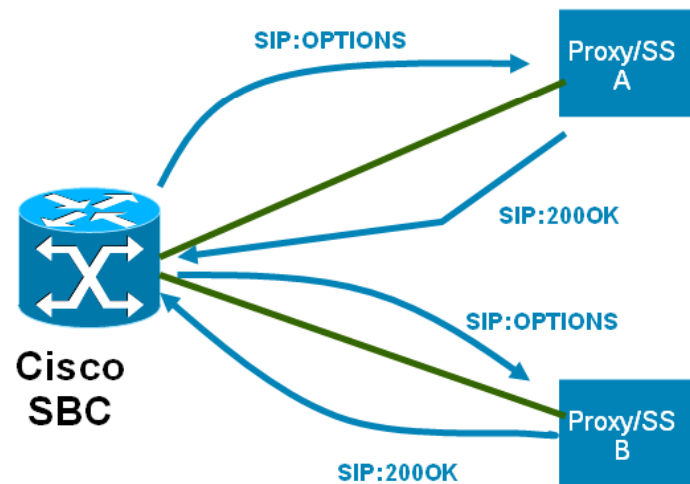 SIP:OPTIONS
Proxy/SS
A
SIP:200OK
Cisco
SBC
SIP:OPTIONS
Proxy/SS
B
SIP:200OK